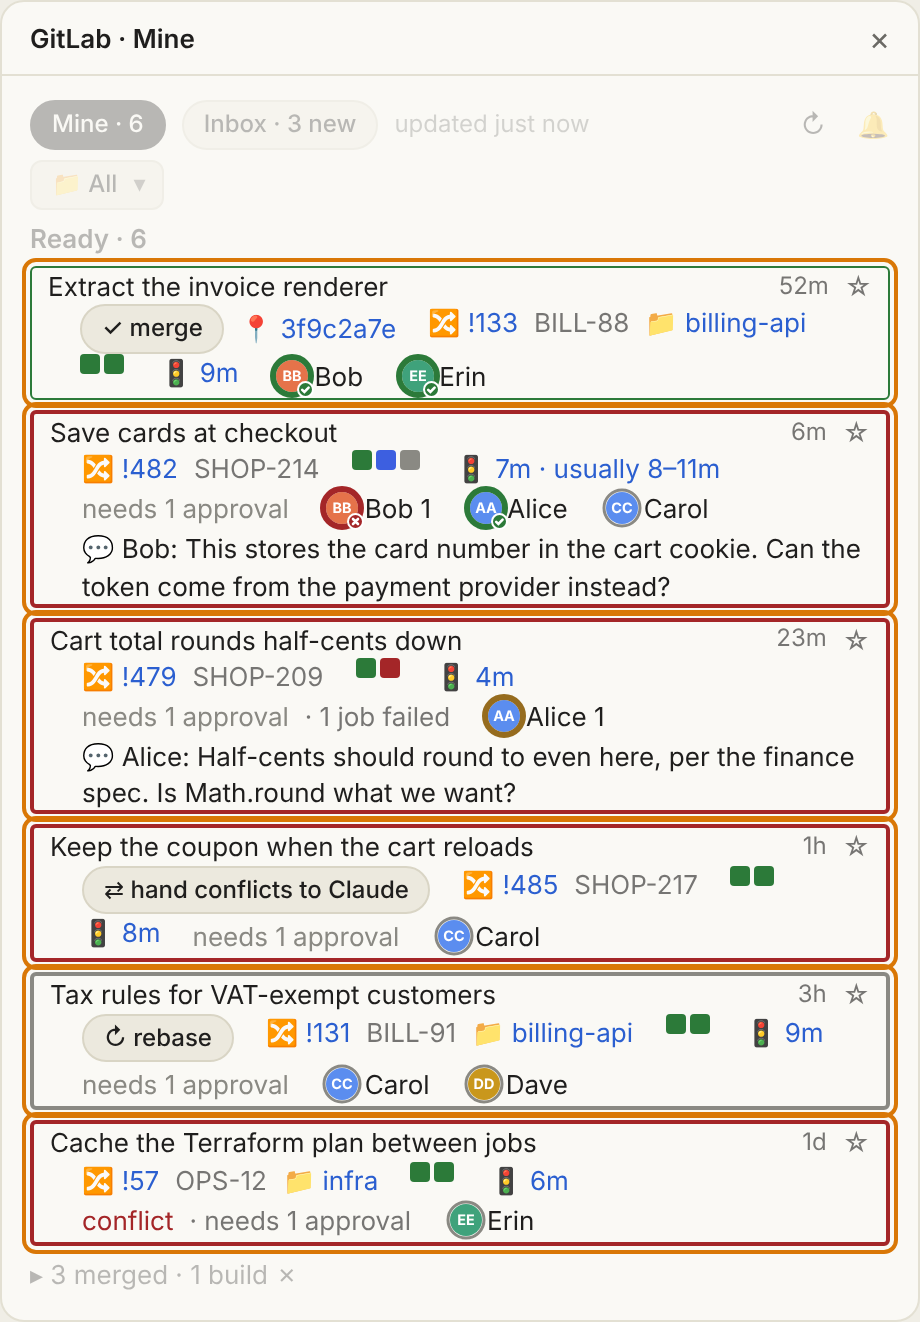 GitLab · Mine ×
Mine · 6 Inbox · 3 new updated just now
All ▾
Ready · 6
Extract the invoice renderer 52m ☆
✓ merge 3f9c2a7e !133 BILL-88 billing-api
9m BB Bob EE Erin
Save cards at checkout 6m ☆
!482 SHOP-214 7m · usually 8–11m
needs 1 approval BB Bob 1 AA Alice CC Carol
💬 Bob: This stores the card number in the cart cookie. Can the
token come from the payment provider instead?
Cart total rounds half-cents down 23m ☆
!479 SHOP-209 4m
needs 1 approval · 1 job failed AA Alice 1
💬 Alice: Half-cents should round to even here, per the finance
spec. Is Math.round what we want?
Keep the coupon when the cart reloads 1h ☆
⇄ hand conflicts to Claude !485 SHOP-217
8m needs 1 approval CC Carol
Tax rules for VAT-exempt customers 3h ☆
↻ rebase !131 BILL-91 billing-api 9m
needs 1 approval CC Carol DD Dave
Cache the Terraform plan between jobs 1d ☆
!57 OPS-12 infra 6m
conflict · needs 1 approval EE Erin
▸ 3 merged · 1 build ×